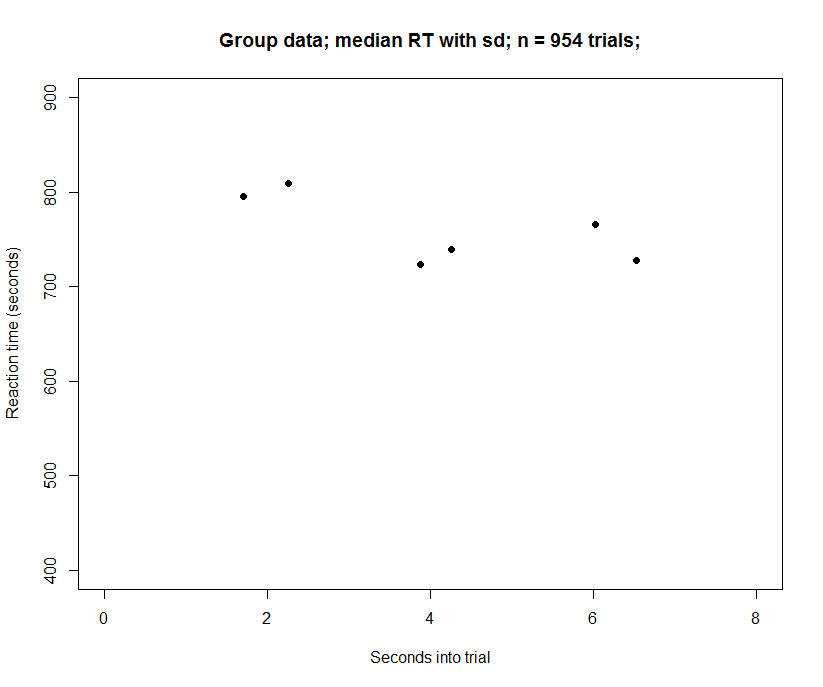 Group data; median RT with sd; n = 954 trials;
900
800
700
600
500
400
Reaction time (seconds)
0 2 4 6 8
Seconds into trial